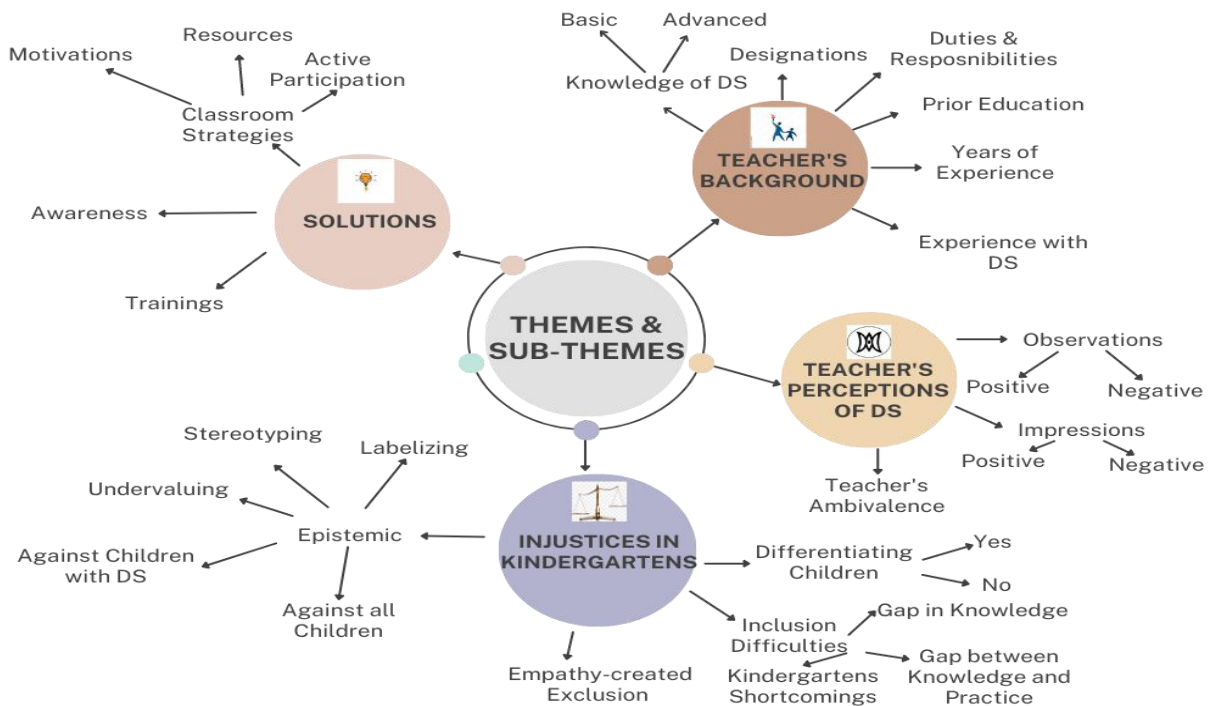 Basic
Advanced
Knowledge of DS
Designations
Duties &
Resposnibilities
Prior Education
Years of
Experience
Experience with
DS
TEACHER'S
BACKGROUND
Motivations
Resources
Active
Participation
Classroom
Strategies
Awareness
Trainings
SOLUTIONS
THEMES &
SUB-THEMES
TEACHER'S
PERCEPTIONS
OF DS
Observations
Positive
Negative
Impressions
Positive
Negative
Teacher's
Ambivalence
Stereotyping
Labelizing
Undervaluing
Epistemic
Against Children
with DS
Against all
Children
INJUSTICES IN
KINDERGARTENS
Differentiating
Children
Yes
No
Inclusion
Difficulties
Gap in Knowledge
Kindergartens
Shortcomings
Gap between
Knowledge and
Practice
Empathy-created
Exclusion